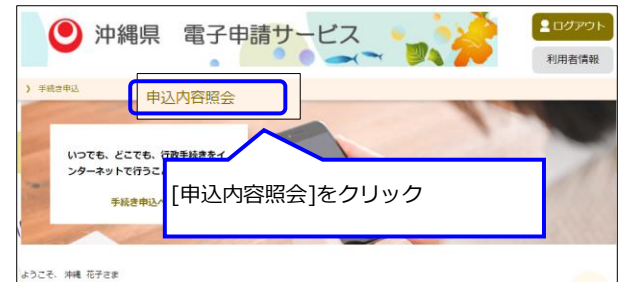 沖縄県 電子申請サービス
ログアウト
利用者情報
手続き申込
申込内容照会
いつでも、どこでも、行政手続きをイ
ンターネットで行うこ
手続き申込へ
[申込内容照会]をクリック
ようこそ、沖縄 花子さま